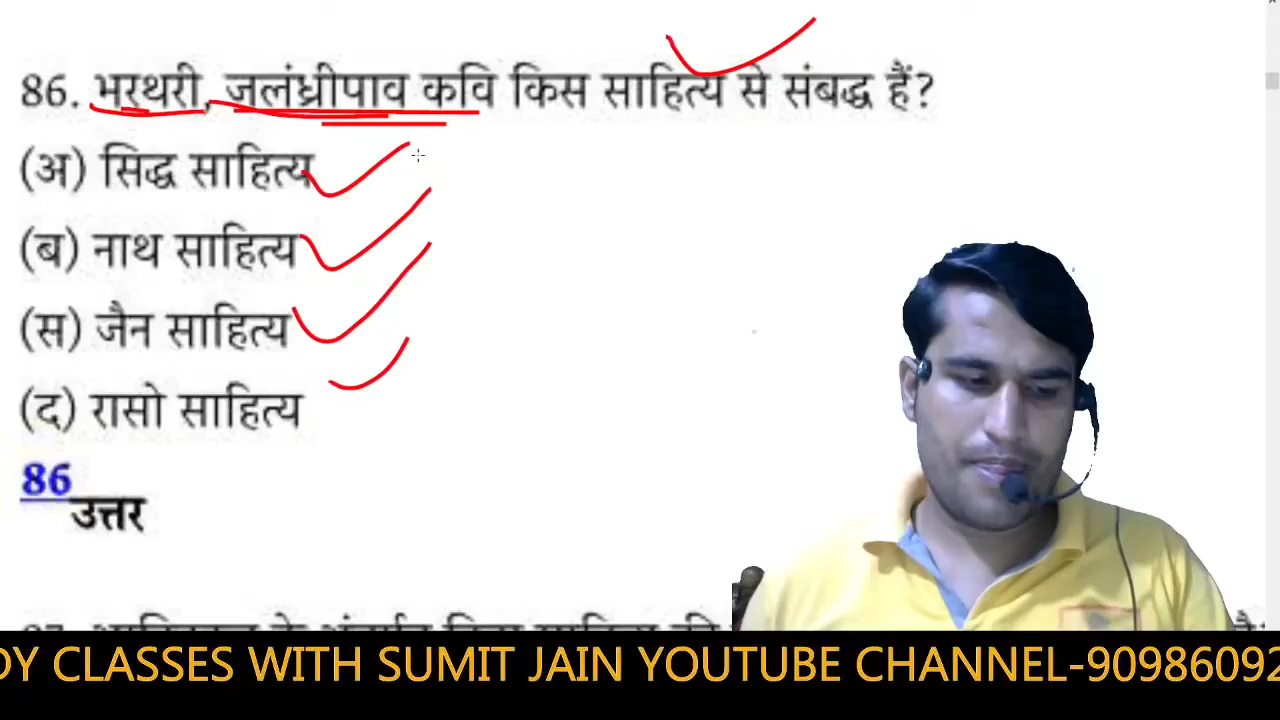 86. भरथरी, जलंध्रीपाव कवि किस साहित्य से संबद्ध हैं?
(अ) सिद्ध साहित्य
(ब) नाथ साहित्य
(स) जैन साहित्य
(द) रासो साहित्य
86
उत्तर
DY CLASSES WITH SUMIT JAIN YOUTUBE CHANNEL-90986092